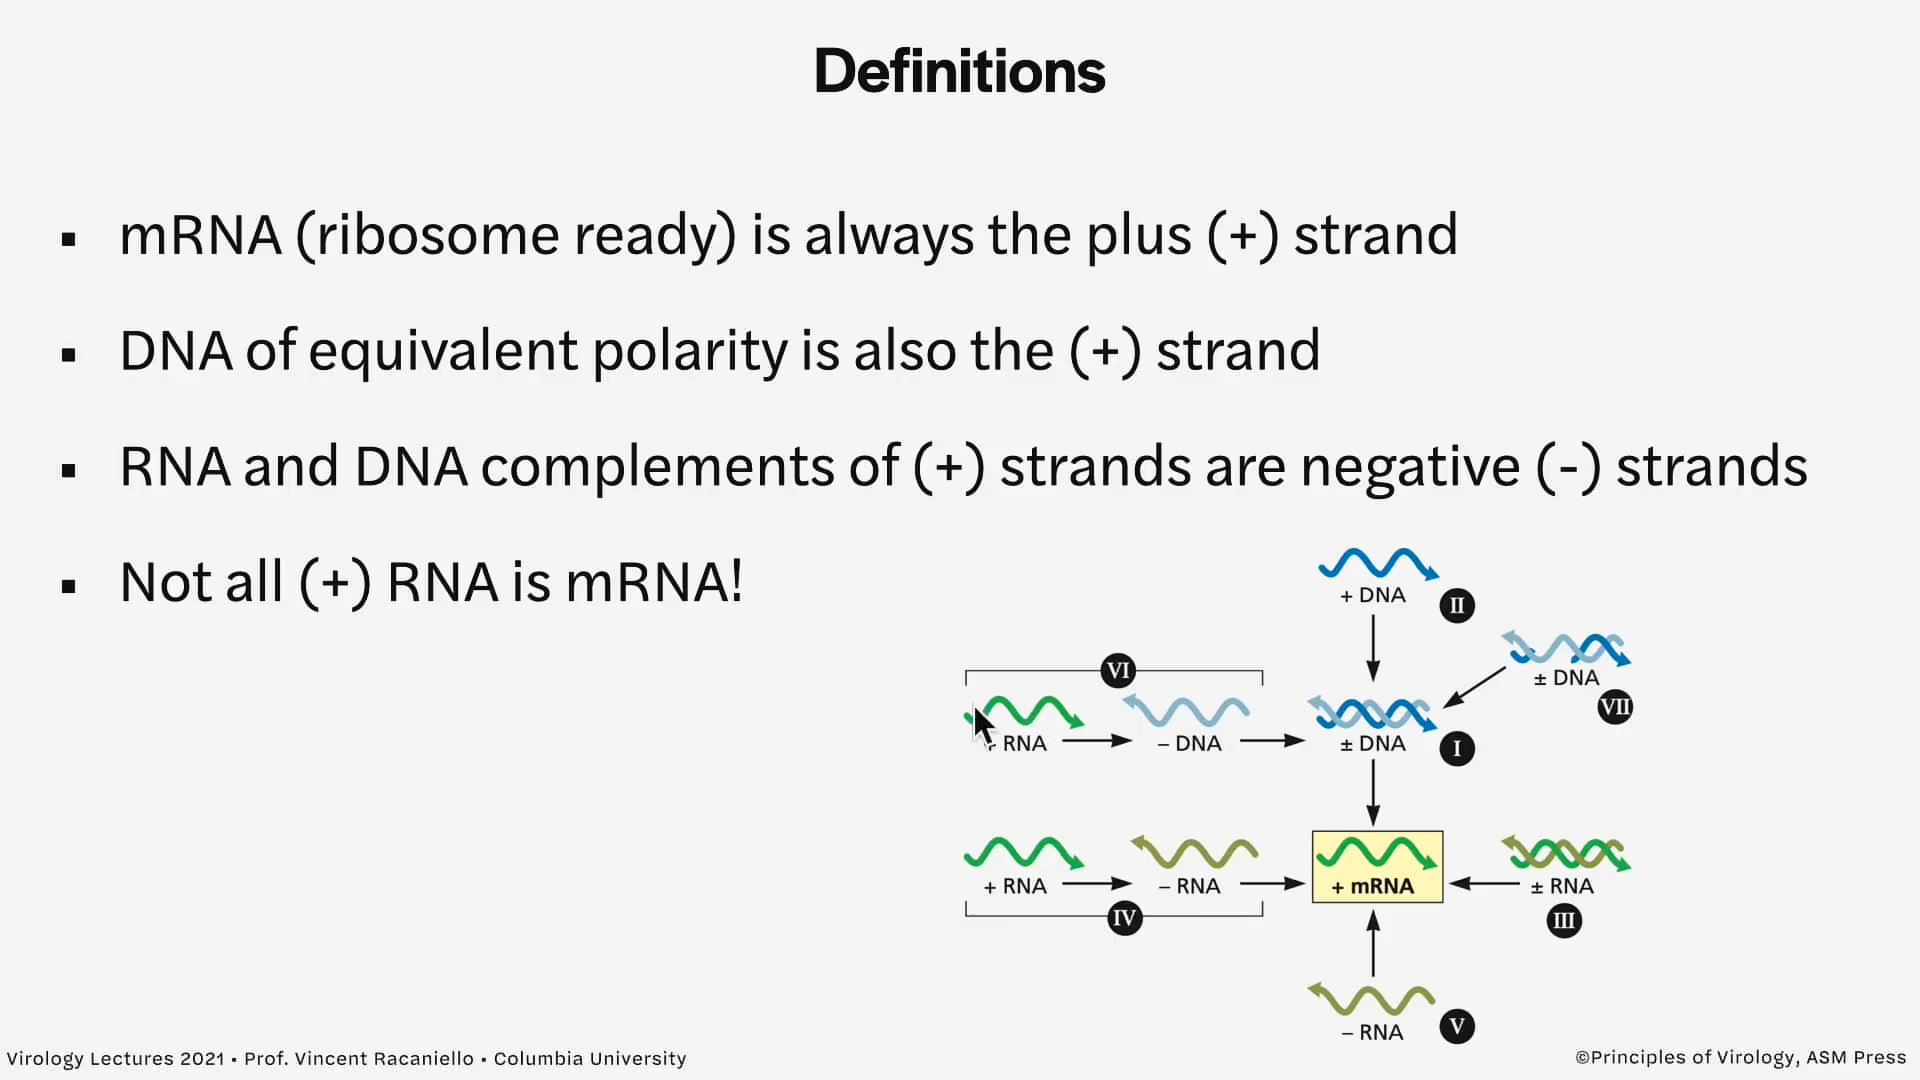 Definitions
▪ mRNA (ribosome ready) is always the plus (+) strand
▪ DNA of equivalent polarity is also the (+) strand
▪ RNA and DNA complements of (+) strands are negative (-) strands
▪ Not all (+) RNA is mRNA!
+ DNA
II
± DNA
VII
VI
RNA
– DNA
± DNA
I
+ RNA
– RNA
+ mRNA
± RNA
IV
III
– RNA
V
Virology Lectures 2021 • Prof. Vincent Racaniello • Columbia University
©Principles of Virology, ASM Press